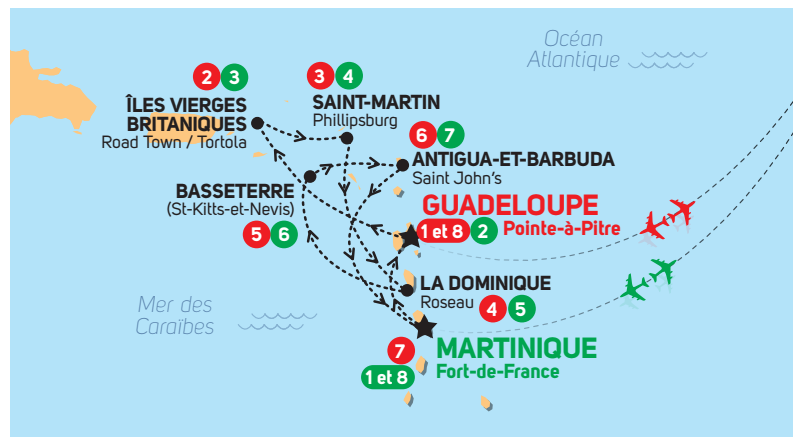 Océan
Atlantique
2 3
ÎLES VIERGES
BRITANIQUES
Road Town / Tortola
3 4
SAINT-MARTIN
Phillipsburg
6 7
ANTIGUA-ET-BARBUDA
Saint John's
BASSETERRE
(St-Kitts-et-Nevis)
5 6
GUADELOUPE
1 et 8 2 Pointe-à-Pitre
LA DOMINIQUE
Roseau 4 5
Mer des
Caraïbes
7
1 et 8
MARTINIQUE
Fort-de-France